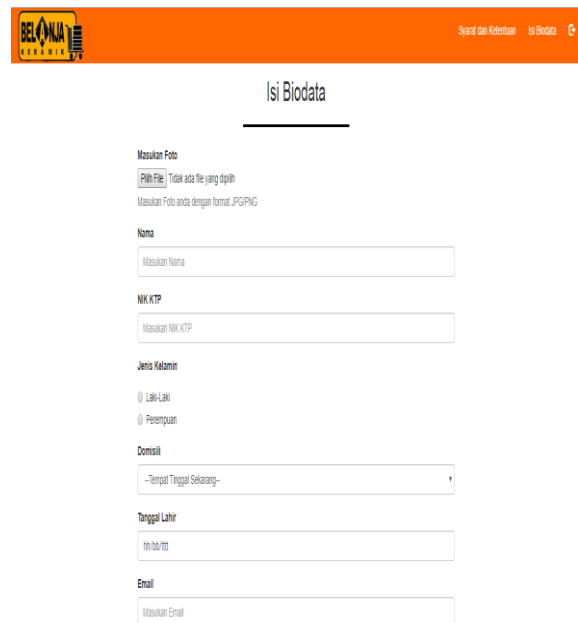 BELANJA
KERAMIK
Syarat dan Ketentuan Isi Biodata
Isi Biodata
Masukan Foto
Pilih File Tidak ada file yang dipilih
Masukan Foto anda dengan format JPG/PNG
Nama
Masukan Nama
NIK KTP
Masukan NIK KTP
Jenis Kelamin
Laki-Laki
Perempuan
Domisili
--Tempat Tinggal Sekarang--
Tanggal Lahir
hh/bb/tttt
Email
Masukan Email